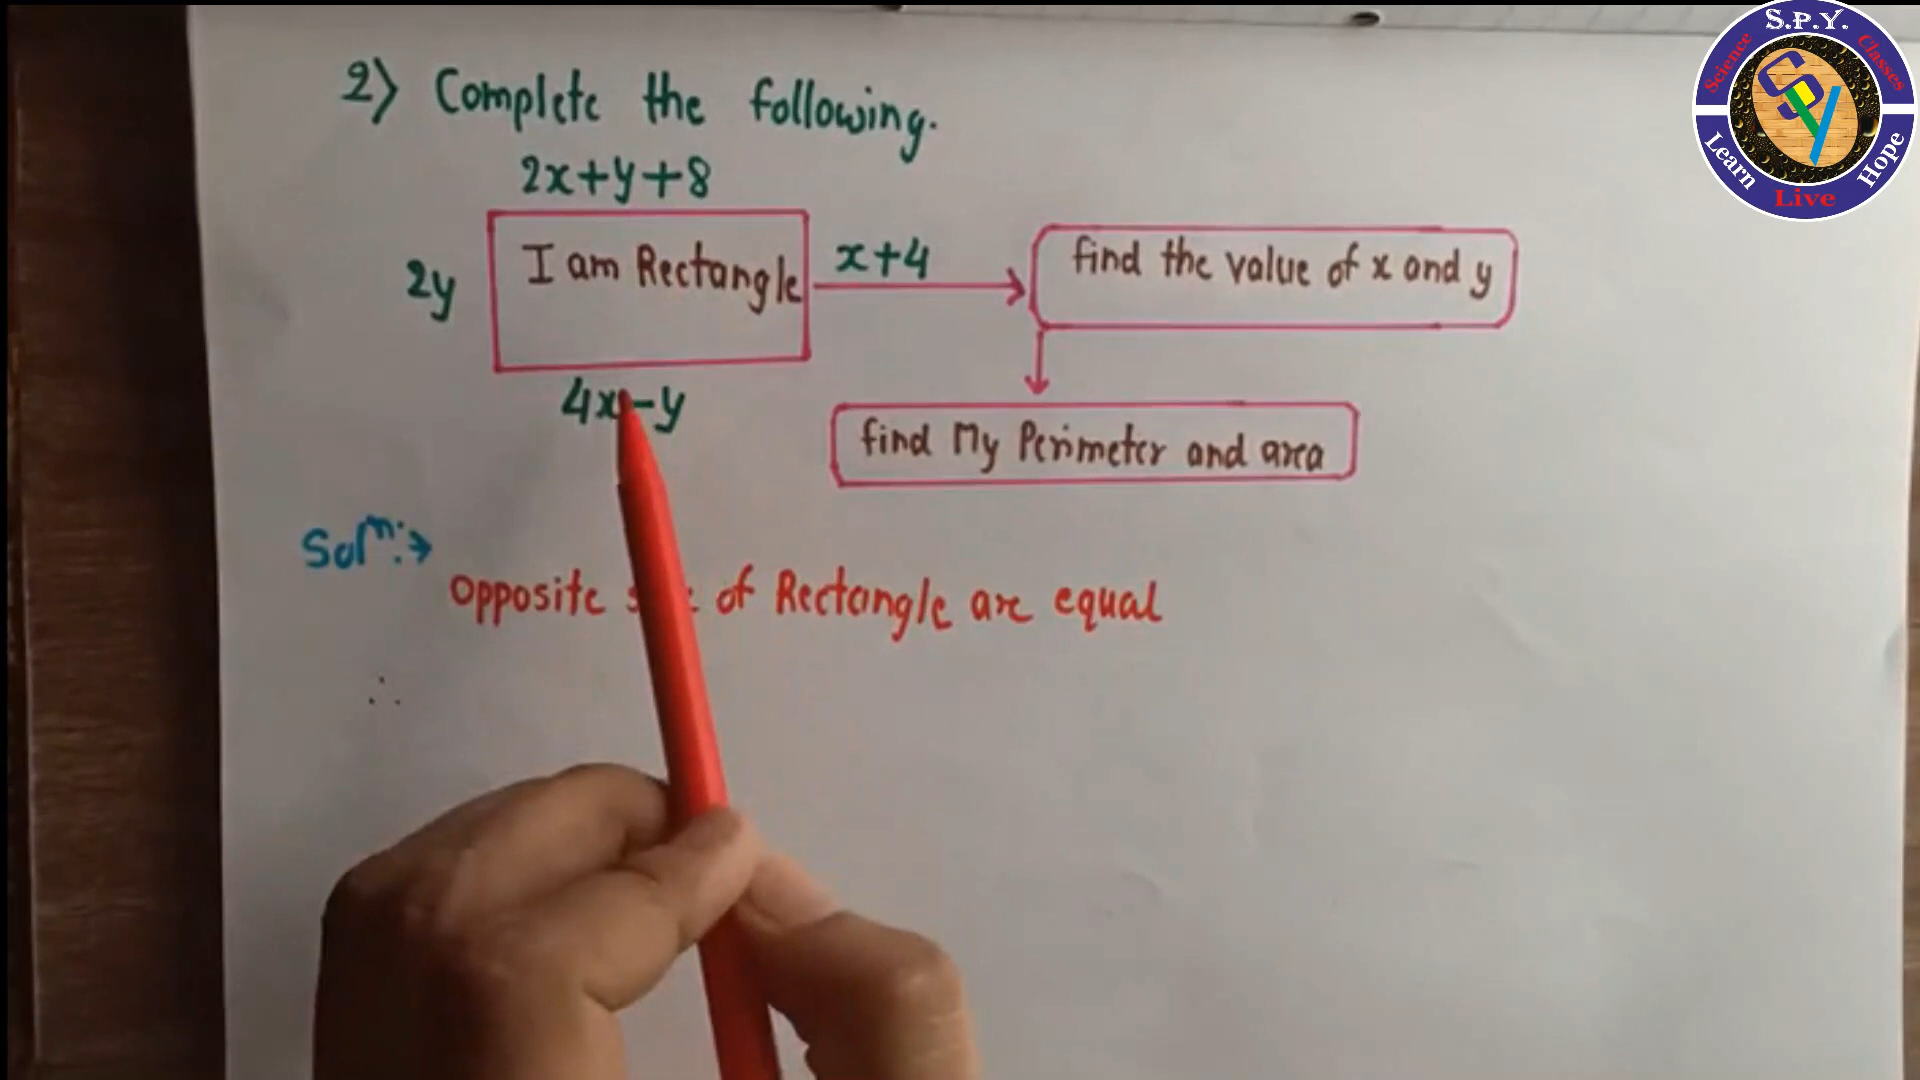 2) Complete the following.
2x+y+8
2y
I am Rectangle
x+4
find the value of x and y
4x-y
find My Perimeter and area
Solⁿ:→
opposite of Rectangle are equal
∴
S.P.Y.
Science
Classes
SPY
Learn
Live
Hope